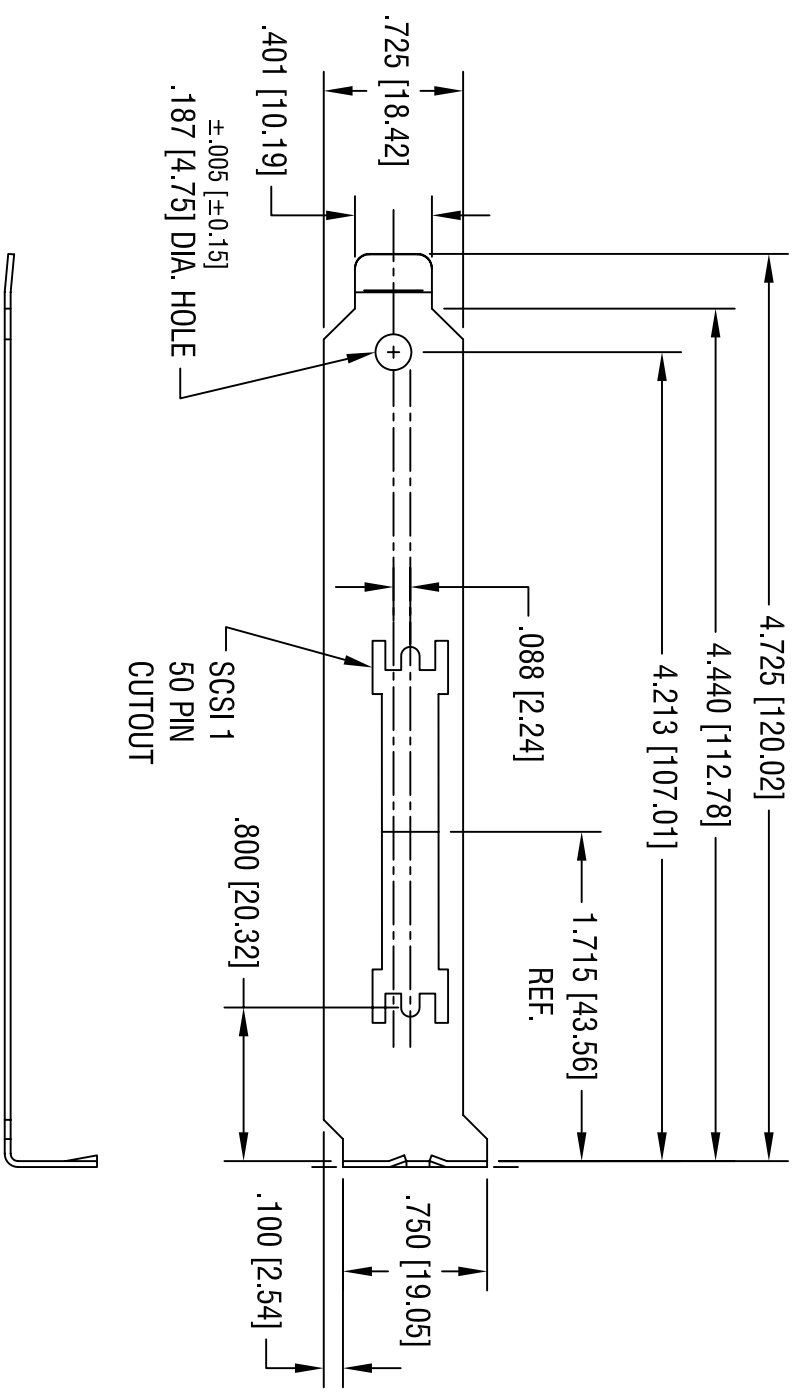 4.725 [120.02]
4.440 [112.78]
4.213 [107.01]
1.715 [43.56]
REF.
.088 [2.24]
.725 [18.42]
.401 [10.19]
±.005 [±0.15]
.187 [4.75] DIA. HOLE
SCSI 1
50 PIN
CUTOUT
.800 [20.32]
.750 [19.05]
.100 [2.54]